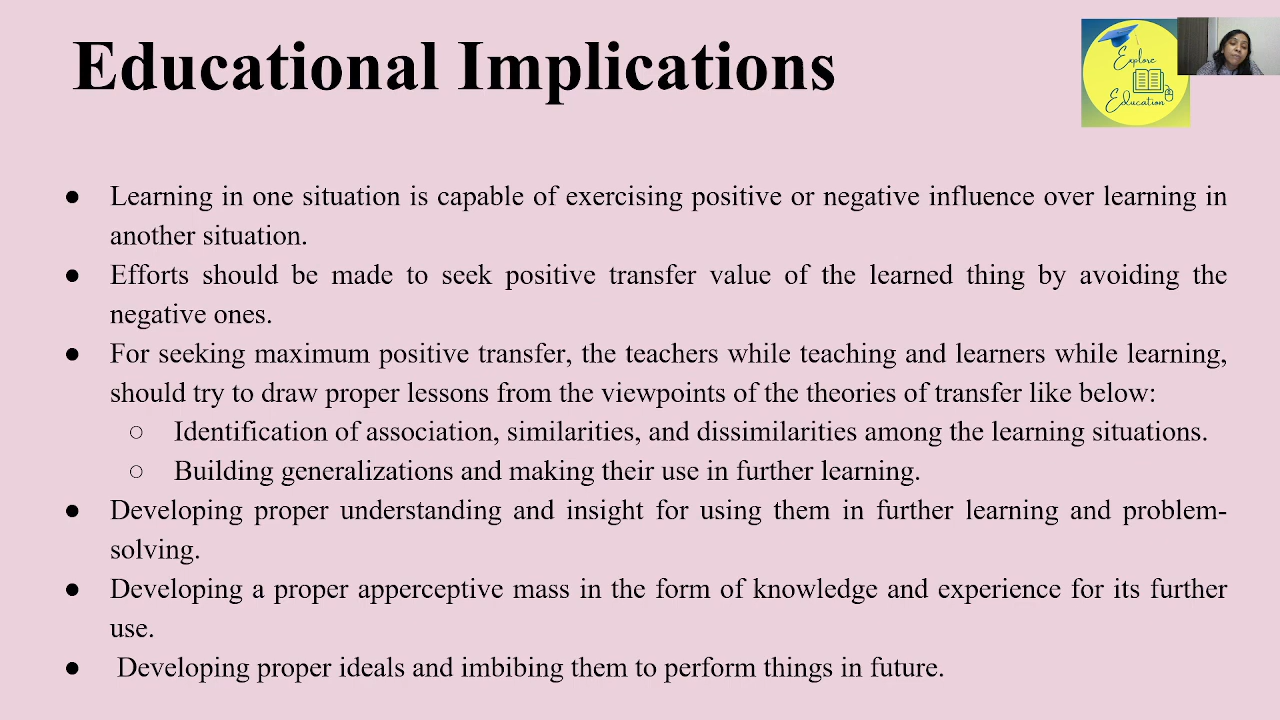 Educational Implications
Explore
Education
● Learning in one situation is capable of exercising positive or negative influence over learning in
another situation.
● Efforts should be made to seek positive transfer value of the learned thing by avoiding the
negative ones.
● For seeking maximum positive transfer, the teachers while teaching and learners while learning,
should try to draw proper lessons from the viewpoints of the theories of transfer like below:
○ Identification of association, similarities, and dissimilarities among the learning situations.
○ Building generalizations and making their use in further learning.
● Developing proper understanding and insight for using them in further learning and problem-
solving.
● Developing a proper apperceptive mass in the form of knowledge and experience for its further
use.
● Developing proper ideals and imbibing them to perform things in future.